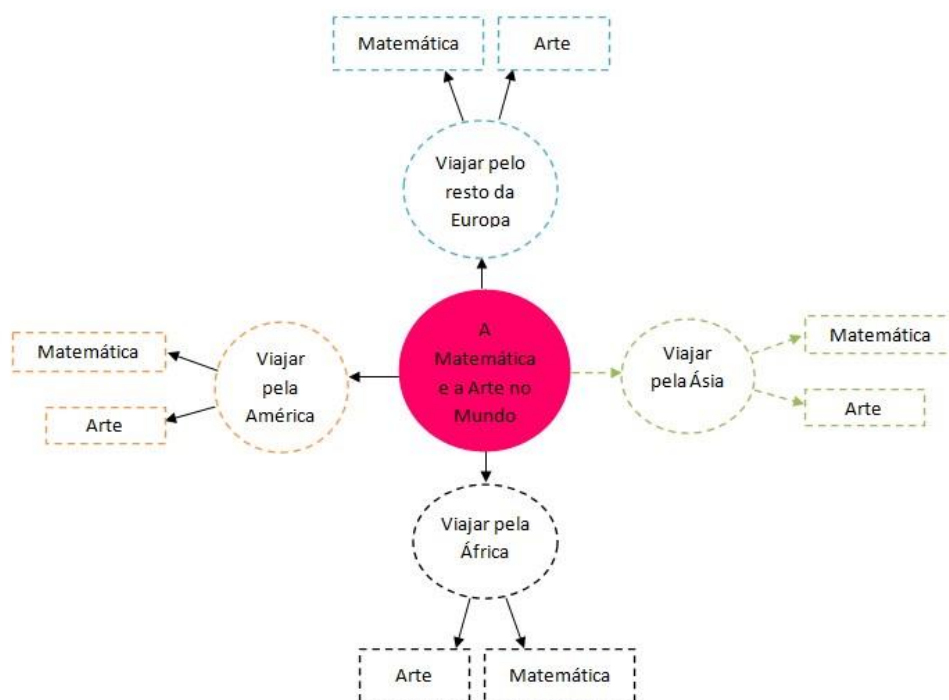 Matemática
Arte
Viajar pelo
resto da
Europa
A
Matemática
e a Arte no
Mundo
Matemática
Arte
Viajar
pela
América
Viajar
pela Ásia
Matemática
Arte
Viajar pela
África
Arte
Matemática